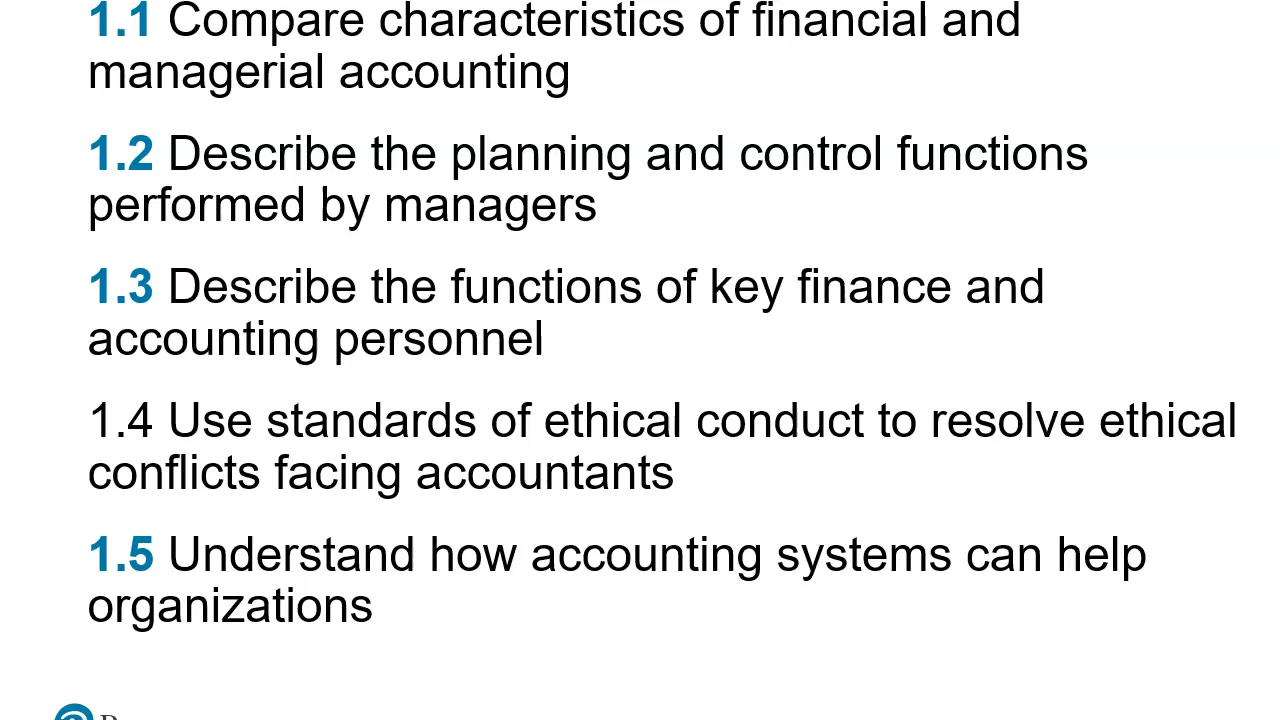 1.1 Compare characteristics of financial and
managerial accounting
1.2 Describe the planning and control functions
performed by managers
1.3 Describe the functions of key finance and
accounting personnel
1.4 Use standards of ethical conduct to resolve ethical
conflicts facing accountants
1.5 Understand how accounting systems can help
organizations